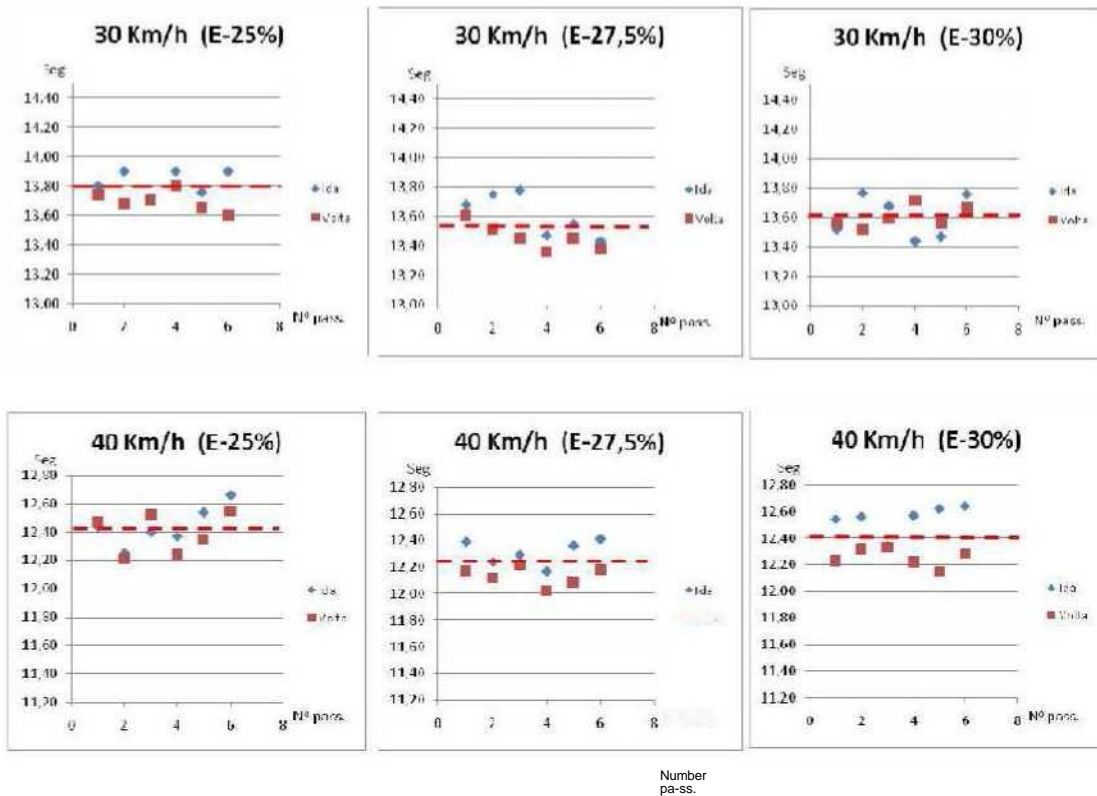 30 Km/h (E-25%)
Seg
14,40
14,20
14,00
13,80
13,60
13,40
13,20
13,00
0 2 4 6 8
Nº pass.
Ida
Volta
30 Km/h (E-27,5%)
Seg
14,40
14,20
14,00
13,80
13,60
13,40
13,20
13,00
0 2 4 6 8
Nº pass.
Ida
Volta
30 Km/h (E-30%)
Seg
14,40
14,20
14,00
13,80
13,60
13,40
13,20
13,00
0 2 4 6 8
Nº pass.
Ida
Volta
40 Km/h (E-25%)
Seg
12,80
12,60
12,40
12,20
12,00
11,80
11,60
11,40
11,20
0 2 4 6 8
Nº pass.
Ida
Volta
40 Km/h (E-27,5%)
Seg
12,80
12,60
12,40
12,20
12,00
11,80
11,60
11,40
11,20
0 2 4 6 8
Ida
40 Km/h (E-30%)
Seg
12,80
12,60
12,40
12,20
12,00
11,80
11,60
11,40
11,20
0 2 4 6 8
Nº pass.
Ida
Volta
Number
pa-ss.